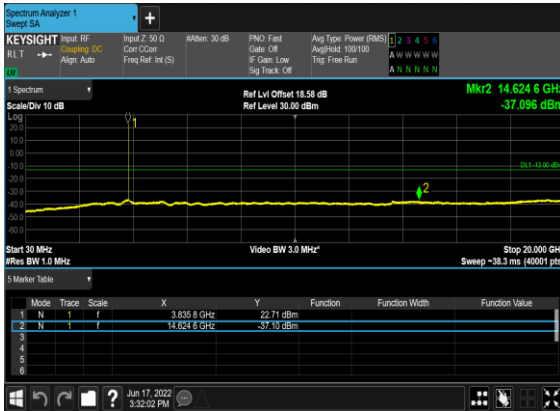 Spectrum Analyzer 1
Swept SA
+
KEYSIGHT Input: RF Input Z: 50 Ω #Atten: 30 dB PNO: Fast Avg Type: Power (RMS) 1 2 3 4 5 6
RLT Coupling: DC Corr CCorr Gate: Off Avg|Hold: 100/100 A W W W W W
Align: Auto Freq Ref: Int (S) IF Gain: Low Trig: Free Run
Sig Track: Off A N N N N N
1 Spectrum
Scale/Div 10 dB Ref Lvl Offset 18.58 dB Mkr2 14.624 6 GHz
Ref Level 30.00 dBm -37.096 dBm
Log
20.0
10.0
0.00
-10.0
DL1 -13.00 dBm
-20.0
-30.0
-40.0
-50.0
-60.0
1
2
Start 30 MHz Video BW 3.0 MHz* Stop 20.000 GH
#Res BW 1.0 MHz Sweep ~38.3 ms (40001 pts
5 Marker Table
Mode Trace Scale X Y Function Function Width Function Value
1 N 1 f 3.835 8 GHz 22.71 dBm
2 N 1 f 14.624 6 GHz -37.10 dBm
3
4
5
6
? Jun 17, 2022
3:32:02 PM